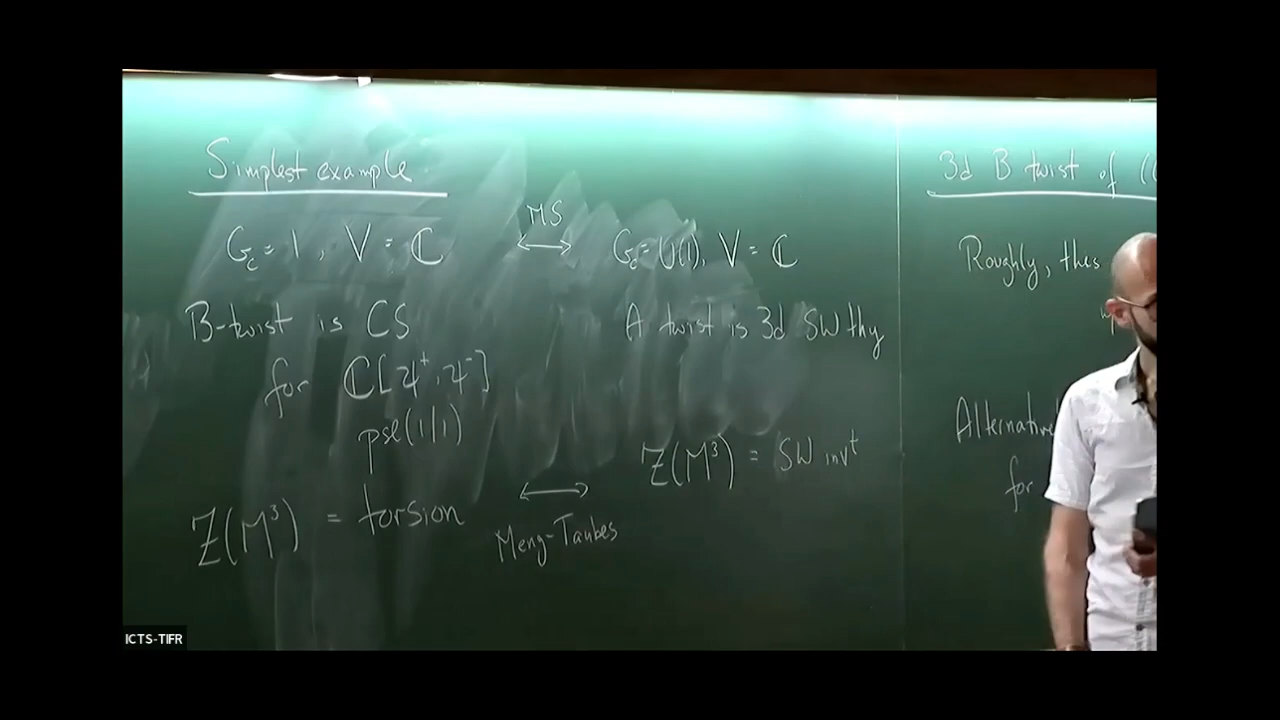 Simplest example
G_c = 1, V = ℂ ⟷ MS G_c = U(1), V = ℂ
B-twist is CS
for ℂ[ψ⁺, ψ⁻]
psl(1|1)
Z(M³) = torsion
⟷
Meng-Taubes
A twist is 3d SW thy
Z(M³) = SW invᵗ
3d B twist of (
Roughly, this
Alternative
for
ICTS-TIFR